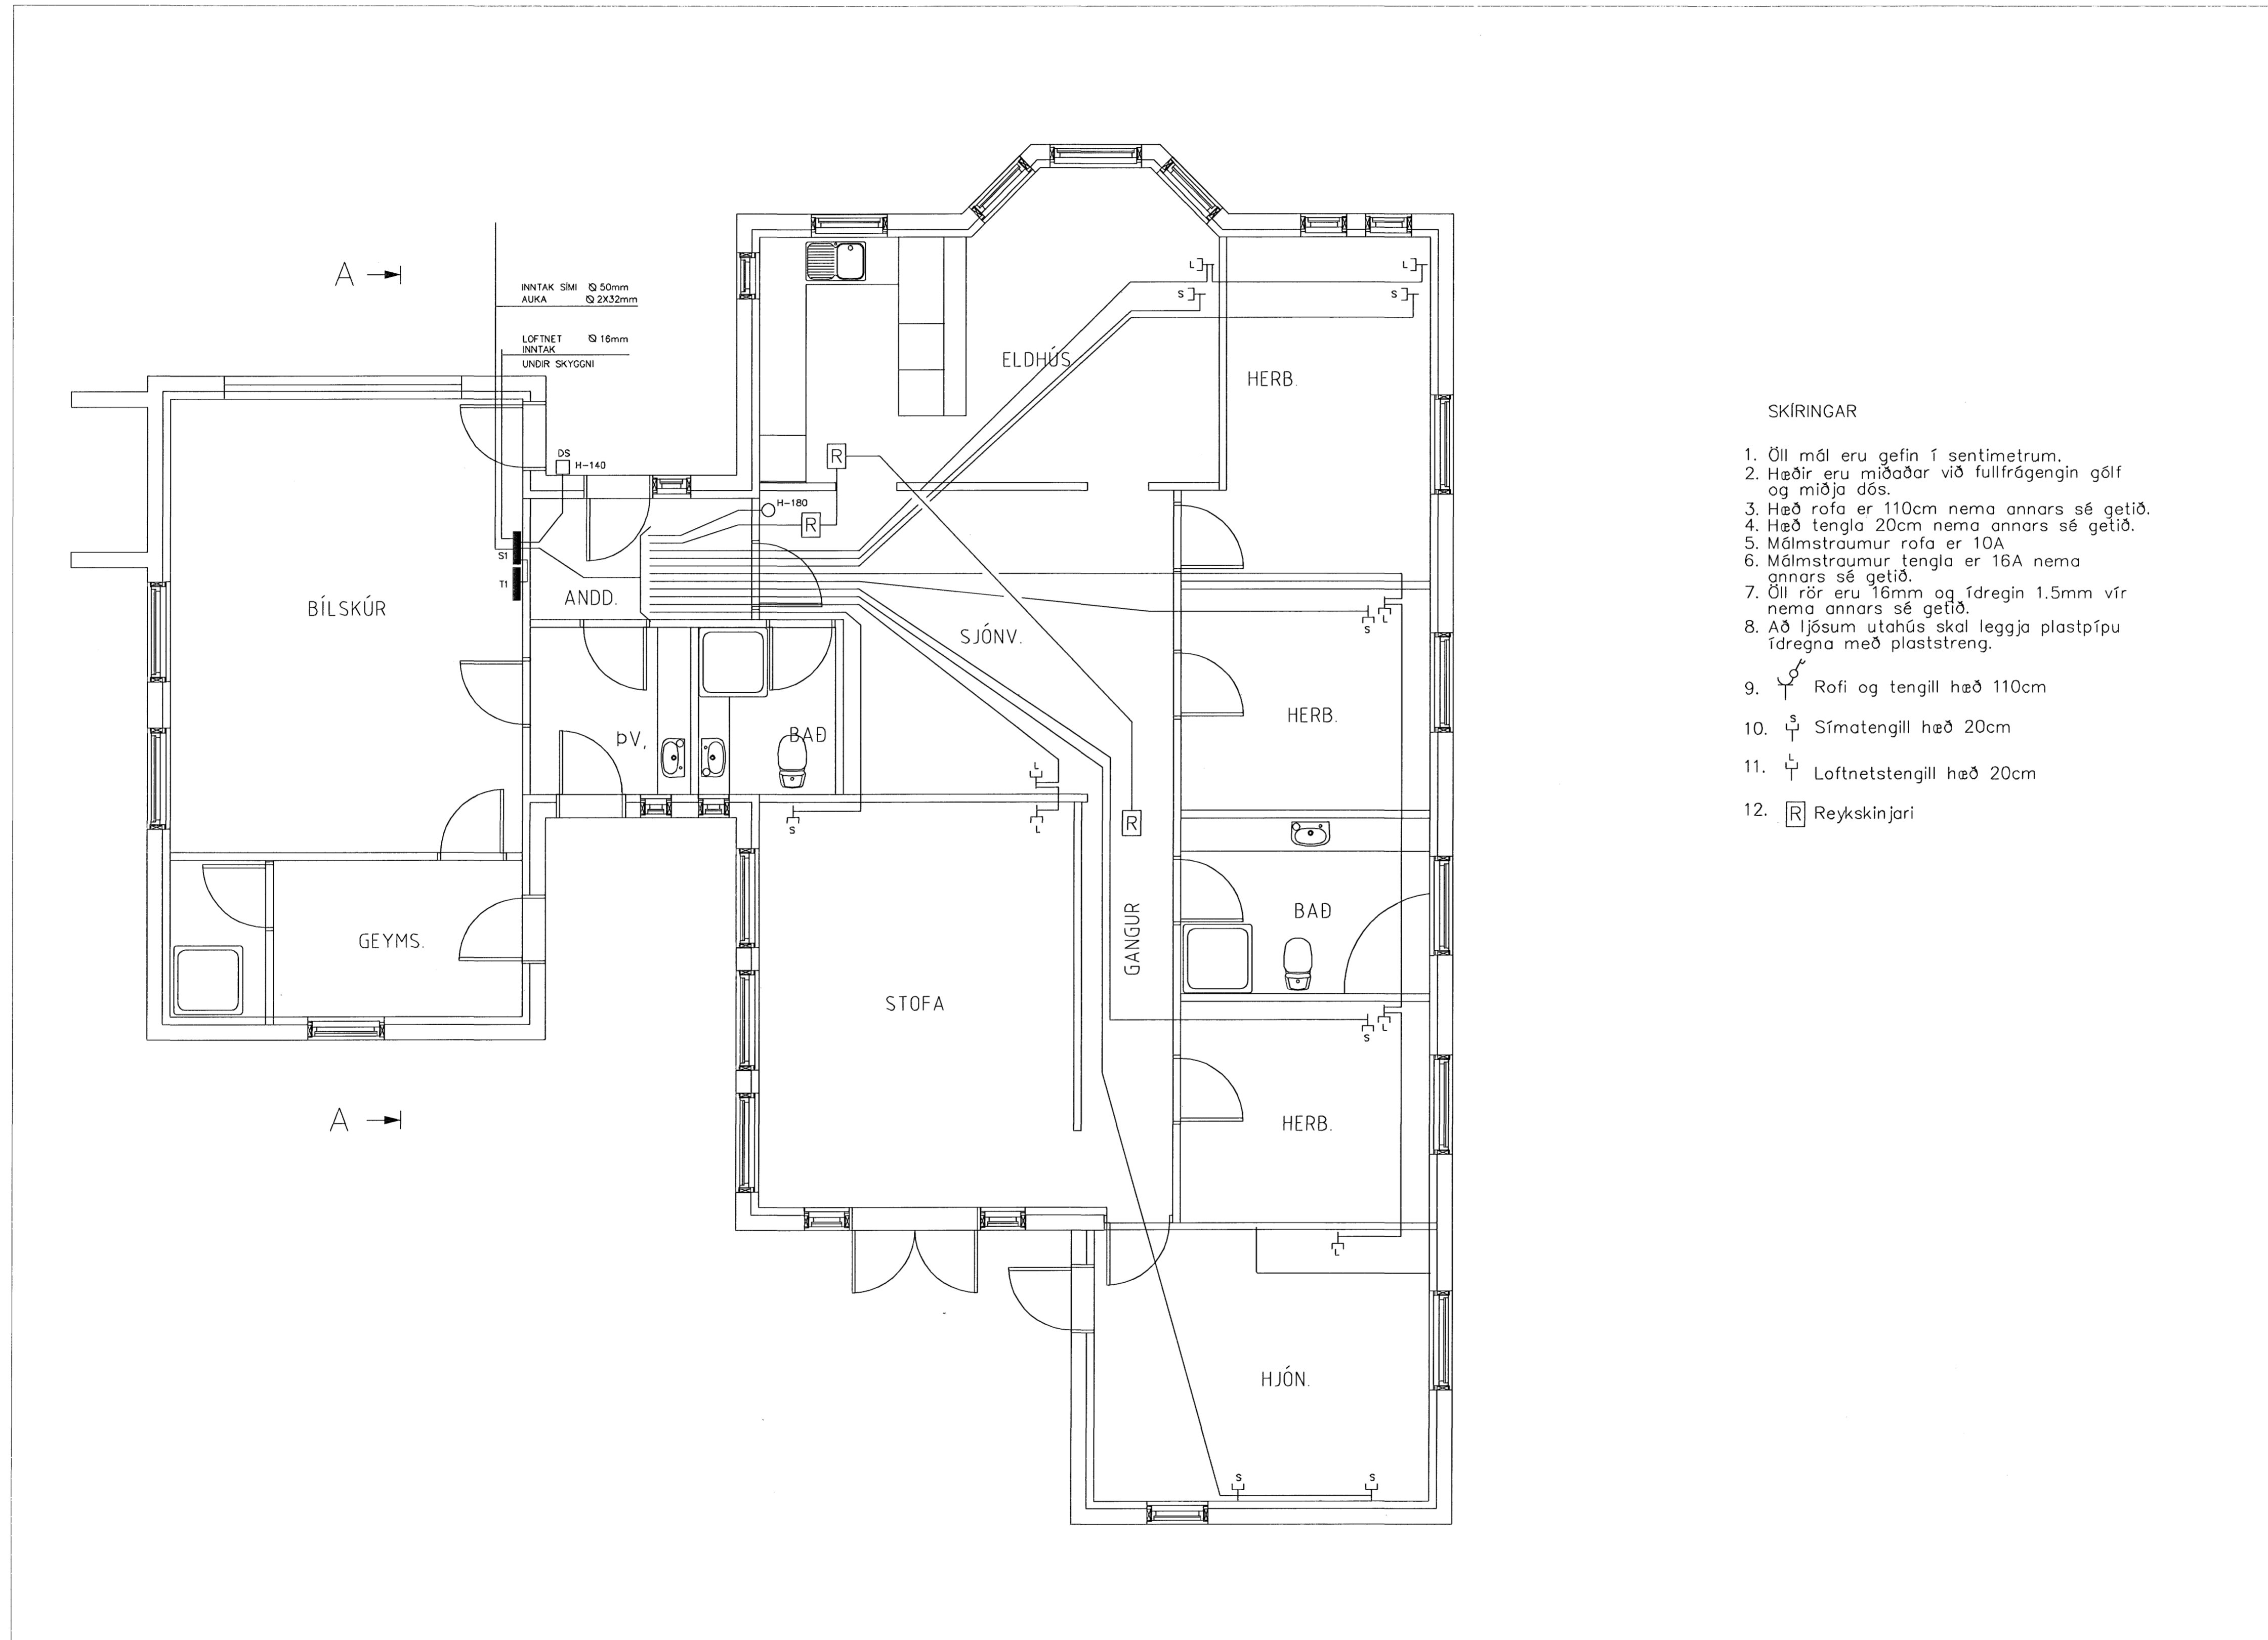 A
INNTAK SÍMI Ø 50mm
AUKA Ø 2X32mm
LOFTNET Ø 16mm
INNTAK
UNDIR SKYGGNI
L
L
S
S
ELDHÚS
HERB.
DS
H-140
R
H-180
R
S1
T1
BÍLSKÚR
ANDD.
SJÓNV.
S
L
ÞV,
BAÐ
HERB.
L
S
L
R
GEYMS.
STOFA
GANGUR
BAÐ
S
L
A
HERB.
L
HJÓN.
S
S
SKÍRINGAR
1. Öll mál eru gefin í sentimetrum.
2. Hæðir eru miðaðar við fullfrágengin gólf
og miðja dós.
3. Hæð rofa er 110cm nema annars sé getið.
4. Hæð tengla 20cm nema annars sé getið.
5. Málmstraumur rofa er 10A
6. Málmstraumur tengla er 16A nema
annars sé getið.
7. Öll rör eru 16mm og ídregin 1.5mm vír
nema annars sé getið.
8. Að ljósum utahús skal leggja plastpípu
ídregna með plaststreng.
9. Rofi og tengill hæð 110cm
10. S Símatengill hæð 20cm
11. L Loftnetstengill hæð 20cm
12. R Reykskinjari